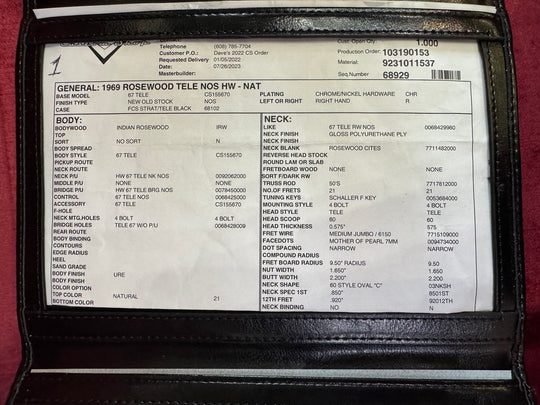 Cust. Open Qty 1.000
Telephone (608) 785-7704
Customer P.O.: Dave's 2022 CS Order
Production Order: 103190153
Requested Delivery 01/05/2022
Material: 9231011537
Date: 07/26/2023
Masterbuilder:
Seq Number 68929
1
GENERAL: 1969 ROSEWOOD TELE NOS HW - NAT
BASE MODEL 67 TELE CS155670 PLATING CHROME/NICKEL HARDWARE CHR
FINISH TYPE NEW OLD STOCK NOS LEFT OR RIGHT RIGHT HAND R
CASE FCS STRAT/TELE BLACK 68102
BODY:
BODYWOOD INDIAN ROSEWOOD IRW
TOP
SORT NO SORT N
BODY SPREAD
BODY STYLE 67 TELE CS155670
PICKUP ROUTE
NECK ROUTE
NECK P/U HW 67 TELE NK NOS 0092062000
MIDDLE P/U NONE NONE
BRIDGE P/U HW 67 TELE BRG NOS 0078450000
CONTROL 67 TELE NOS 0068425000
ACCESSORY 67 TELE CS155670
F-HOLE
NECK MTG.HOLES 4 BOLT 4 BOLT
BRIDGE HOLES TELE W/O P/U 0068428009
REAR ROUTE
BODY BINDING
CONTOURS
EDGE RADIUS
HEEL
SAND GRADE
BODY FINISH URE
BODY FINISH
COLOR OPTION
TOP COLOR NATURAL 21
BOTTOM COLOR
NECK:
LIKE 67 TELE RW NOS 0068429960
NECK FINISH GLOSS POLYURETHANE PLY
NECK FINISH
NECK BLANK ROSEWOOD CITES 7711482000
REVERSE HEAD STOCK
ROUND LAM OR SLAB
FRETBOARD WOOD NONE NONE
SORT F/DARK RW
TRUSS ROD 50'S 7717812000
NO.OF FRETS 21 21
TUNING KEYS SCHALLER F KEY 0053684000
MOUNTING STYLE 4 BOLT 4 BOLT
HEAD STYLE TELE TELE
HEAD SCOOP 60 60
HEAD THICKNESS 0.575" 575
FRET WIRE MEDIUM JUMBO / 6150 7715109000
FACEDOTS MOTHER OF PEARL 7MM 0094734000
DOT SPACING NARROW NARROW
COMPOUND RADIUS
FRET BOARD RADIUS 9.50" RADIUS 9.50
NUT WIDTH 1.650" 1.650
BUTT WIDTH 2.200" 2.200
NECK SHAPE 60 STYLE OVAL "C" 03NKSH
NECK SPEC 1ST .850" 8501ST
12TH FRET .920" 92012TH
NECK BINDING NO N